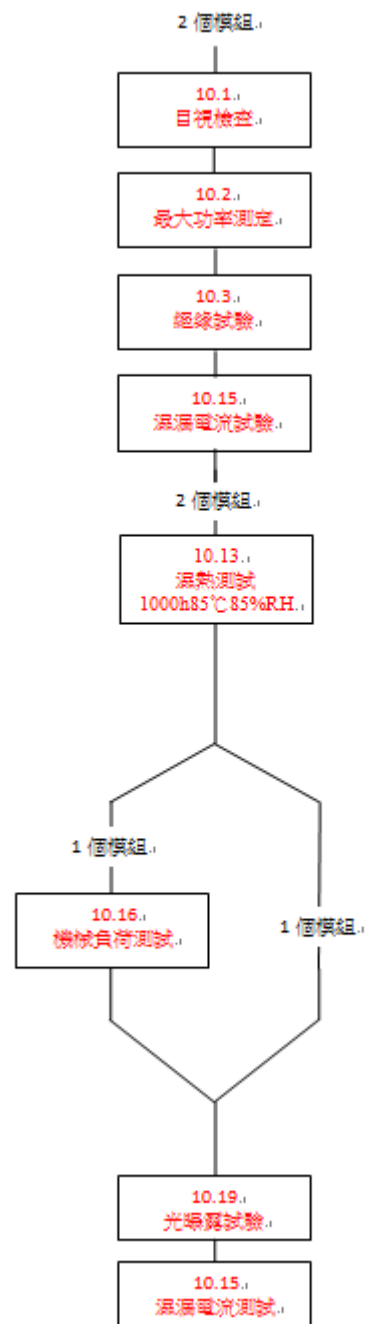 2 個模組
10.1.
目視檢查
10.2.
最大功率測定
10.3
絕緣試驗
10.15.
濕漏電流試驗
2 個模組
10.13.
濕熱測試
1000h85℃85%RH.
1 個模組
10.16.
機械負荷測試
1 個模組
10.19.
光曝露試驗
10.15.
濕漏電流測試